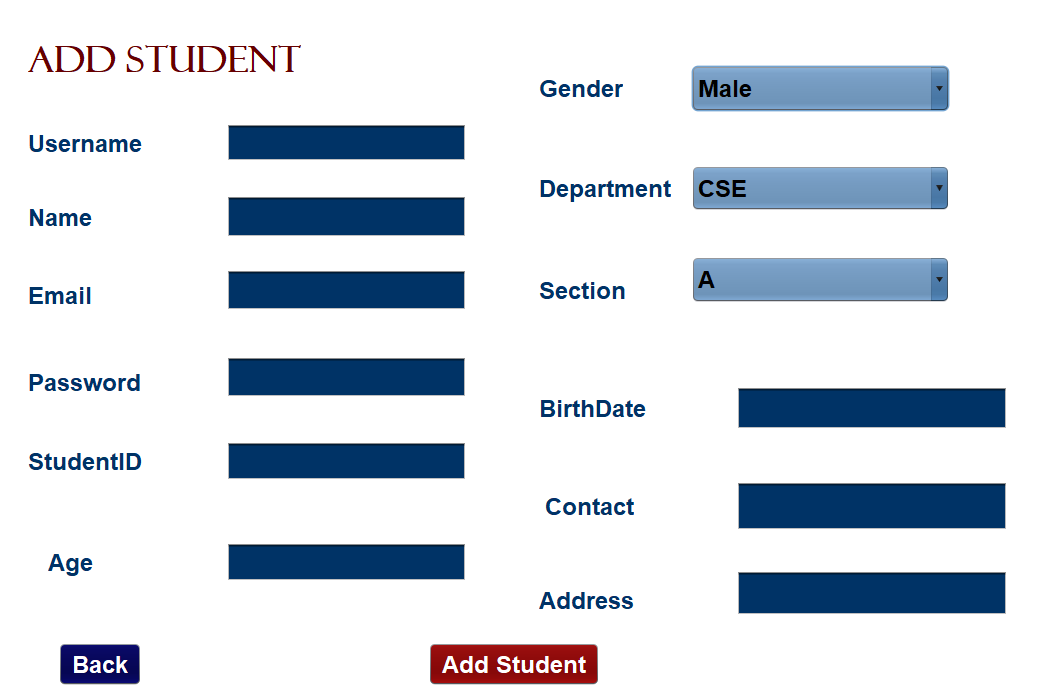 ADD STUDENT
Username
Name
Email
Password
StudentID
Age
Gender
Male
Department
CSE
Section
A
BirthDate
Contact
Address
Back
Add Student